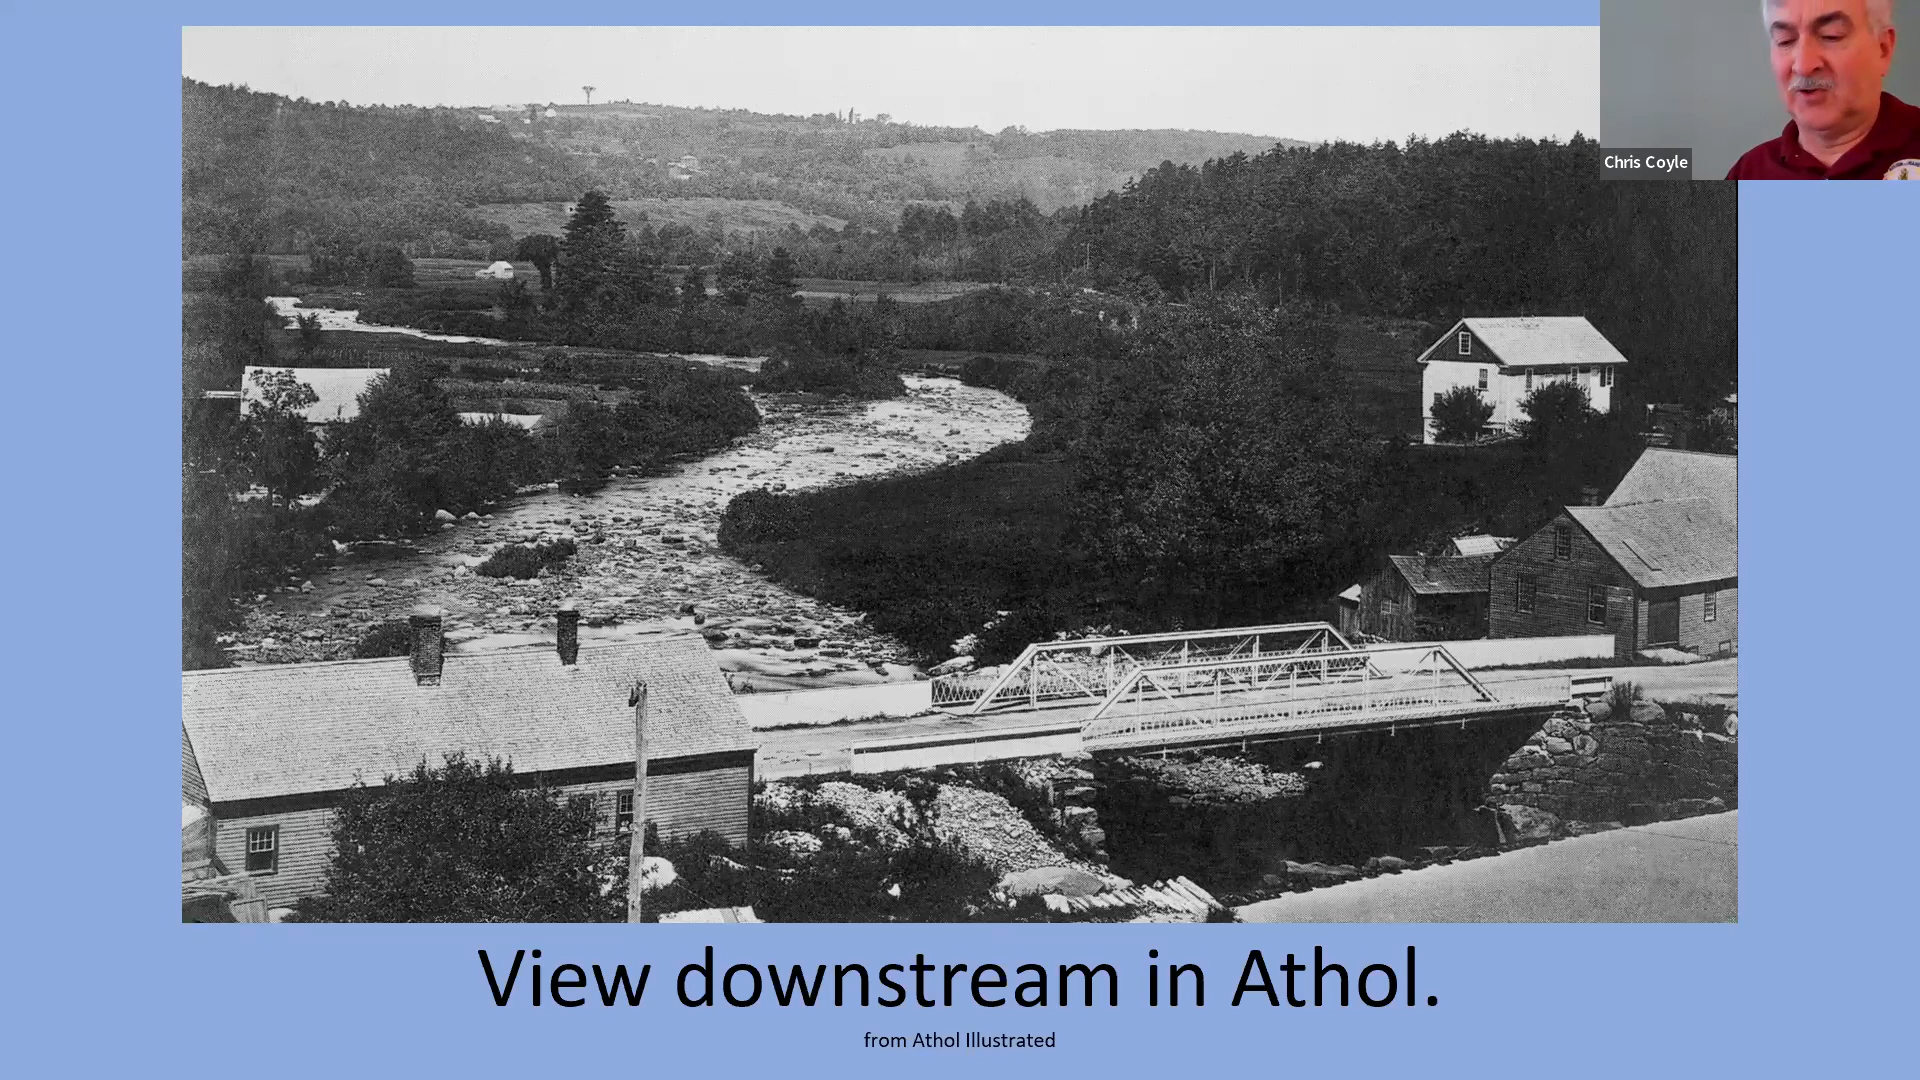 Chris Coyle
View downstream in Athol.
from Athol Illustrated